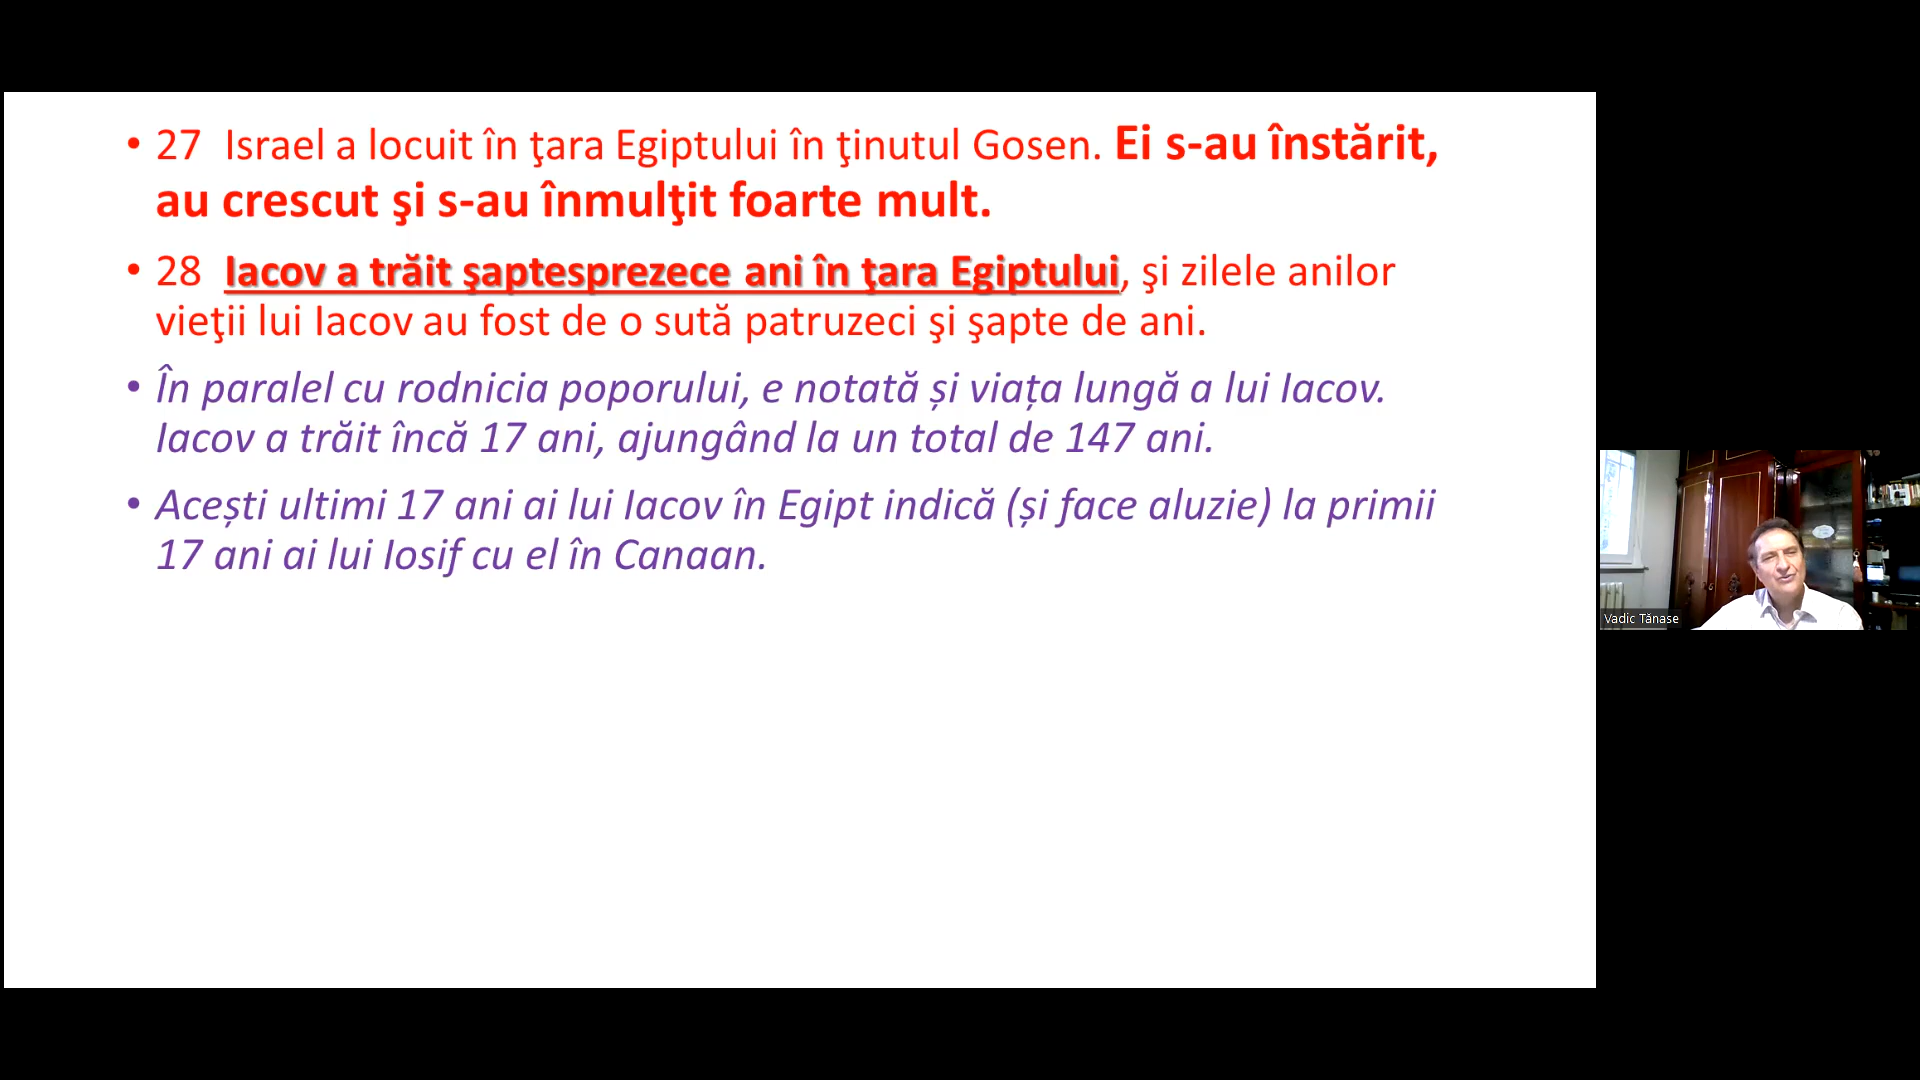 • 27  Israel a locuit în ţara Egiptului în ţinutul Gosen. Ei s-au înstărit,
au crescut şi s-au înmulţit foarte mult.
• 28  Iacov a trăit şaptesprezece ani în ţara Egiptului, şi zilele anilor
vieţii lui Iacov au fost de o sută patruzeci şi şapte de ani.
• În paralel cu rodnicia poporului, e notată și viața lungă a lui Iacov.
Iacov a trăit încă 17 ani, ajungând la un total de 147 ani.
• Acești ultimi 17 ani ai lui Iacov în Egipt indică (și face aluzie) la primii
17 ani ai lui Iosif cu el în Canaan.
Vadic Tănase